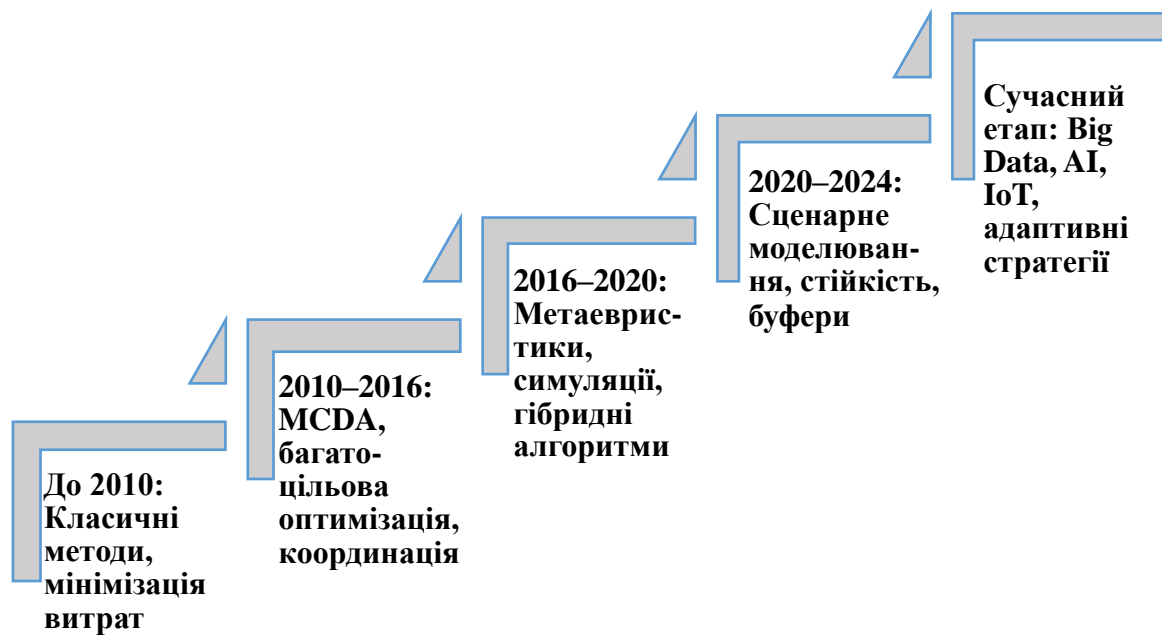 До 2010:
Класичні
методи,
мінімізація
витрат
2010–2016:
MCDA,
багато-
цільова
оптимізація,
координація
2016–2020:
Метаеврис-
тики,
симуляції,
гібридні
алгоритми
2020–2024:
Сценарне
моделюван-
ня, стійкість,
буфери
Сучасний
етап: Big
Data, AI,
IoT,
адаптивні
стратегії